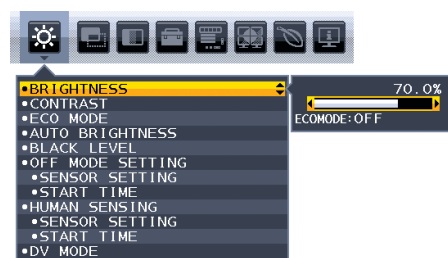 •BRIGHTNESS
•CONTRAST
•ECO MODE
•AUTO BRIGHTNESS
•BLACK LEVEL
•OFF MODE SETTING
•SENSOR SETTING
•START TIME
•HUMAN SENSING
•SENSOR SETTING
•START TIME
•DV MODE
70.0%
ECOMODE:OFF